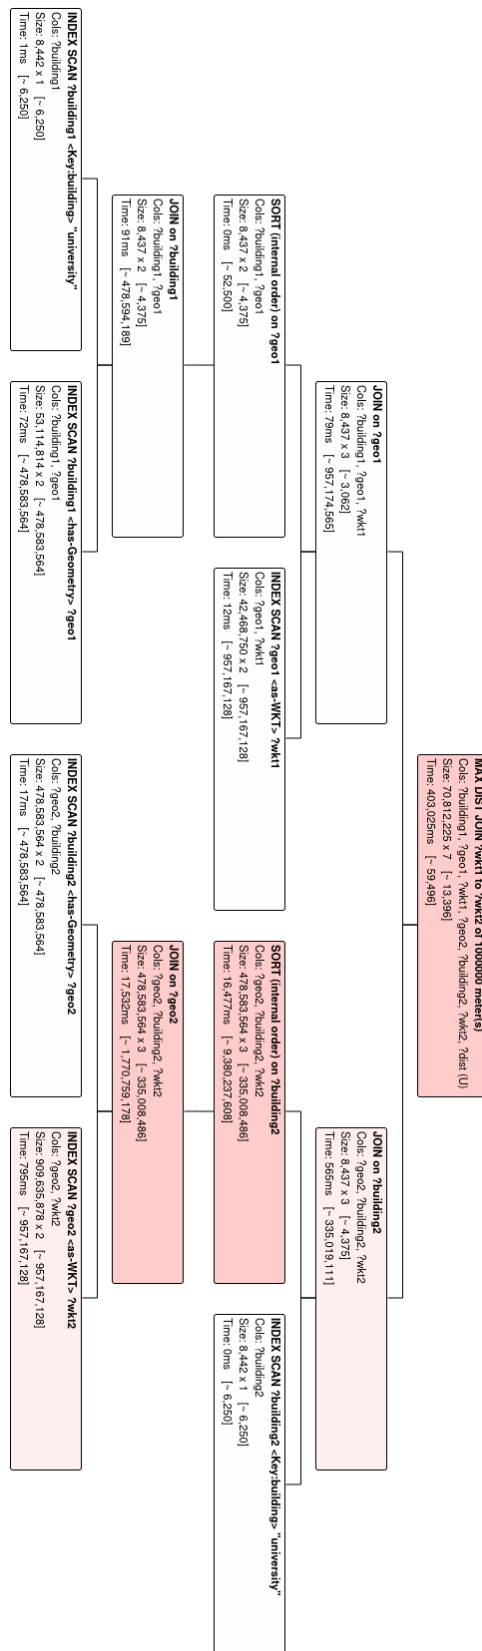 MAX DIST JOIN ?wkt1 to ?wkt2 of 1000000 meter(s)
Cols: ?building1, ?geo1, ?wkt1, ?geo2, ?building2, ?wkt2, ?dist (U)
Size: 70,812,225 x 7 [~ 13,396]
Time: 403,025ms [~ 59,496]
JOIN on ?geo1
Cols: ?building1, ?geo1, ?wkt1
Size: 8,437 x 3 [~ 3,062]
Time: 79ms [~ 957,174,565]
JOIN on ?building2
Cols: ?geo2, ?building2, ?wkt2
Size: 8,437 x 3 [~ 4,375]
Time: 565ms [~ 335,019,111]
SORT (internal order) on ?geo1
Cols: ?building1, ?geo1
Size: 8,437 x 2 [~ 4,375]
Time: 0ms [~ 52,500]
INDEX SCAN ?geo1 <as-WKT> ?wkt1
Cols: ?geo1, ?wkt1
Size: 42,468,750 x 2 [~ 957,167,128]
Time: 12ms [~ 957,167,128]
SORT (internal order) on ?building2
Cols: ?geo2, ?building2, ?wkt2
Size: 478,583,564 x 3 [~ 335,008,486]
Time: 16,477ms [~ 9,380,237,608]
INDEX SCAN ?building2 <Key:building> "university"
Cols: ?building2
Size: 8,442 x 1 [~ 6,250]
Time: 0ms [~ 6,250]
JOIN on ?building1
Cols: ?building1, ?geo1
Size: 8,437 x 2 [~ 4,375]
Time: 91ms [~ 478,594,189]
JOIN on ?geo2
Cols: ?geo2, ?building2, ?wkt2
Size: 478,583,564 x 3 [~ 335,008,486]
Time: 17,532ms [~ 1,770,759,178]
INDEX SCAN ?building1 <Key:building> "university"
Cols: ?building1
Size: 8,442 x 1 [~ 6,250]
Time: 1ms [~ 6,250]
INDEX SCAN ?building1 <has-Geometry> ?geo1
Cols: ?building1, ?geo1
Size: 53,114,814 x 2 [~ 478,583,564]
Time: 72ms [~ 478,583,564]
INDEX SCAN ?building2 <has-Geometry> ?geo2
Cols: ?geo2, ?building2
Size: 478,583,564 x 2 [~ 478,583,564]
Time: 17ms [~ 478,583,564]
INDEX SCAN ?geo2 <as-WKT> ?wkt2
Cols: ?geo2, ?wkt2
Size: 909,635,878 x 2 [~ 957,167,128]
Time: 795ms [~ 957,167,128]